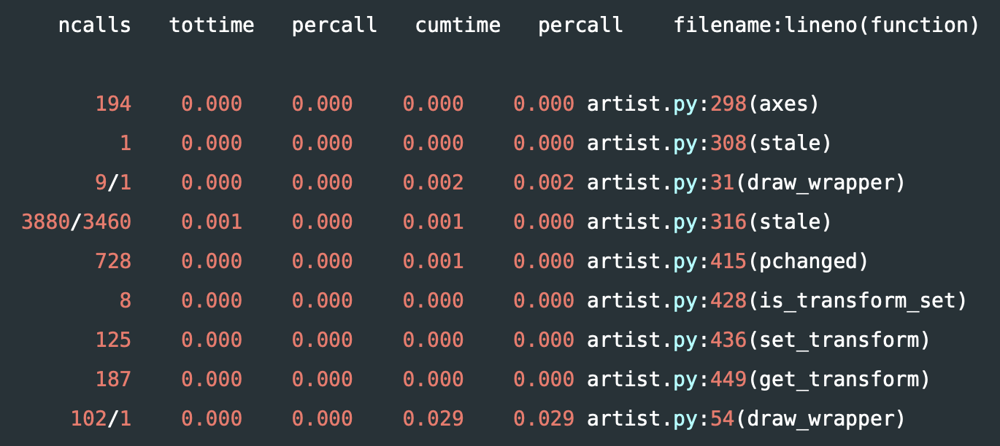 ncalls tottime percall cumtime percall filename:lineno(function)
194 0.000 0.000 0.000 0.000 artist.py:298(axes)
1 0.000 0.000 0.000 0.000 artist.py:308(stale)
9/1 0.000 0.000 0.002 0.002 artist.py:31(draw_wrapper)
3880/3460 0.001 0.000 0.001 0.000 artist.py:316(stale)
728 0.000 0.000 0.001 0.000 artist.py:415(pchanged)
8 0.000 0.000 0.000 0.000 artist.py:428(is_transform_set)
125 0.000 0.000 0.000 0.000 artist.py:436(set_transform)
187 0.000 0.000 0.000 0.000 artist.py:449(get_transform)
102/1 0.000 0.000 0.029 0.029 artist.py:54(draw_wrapper)